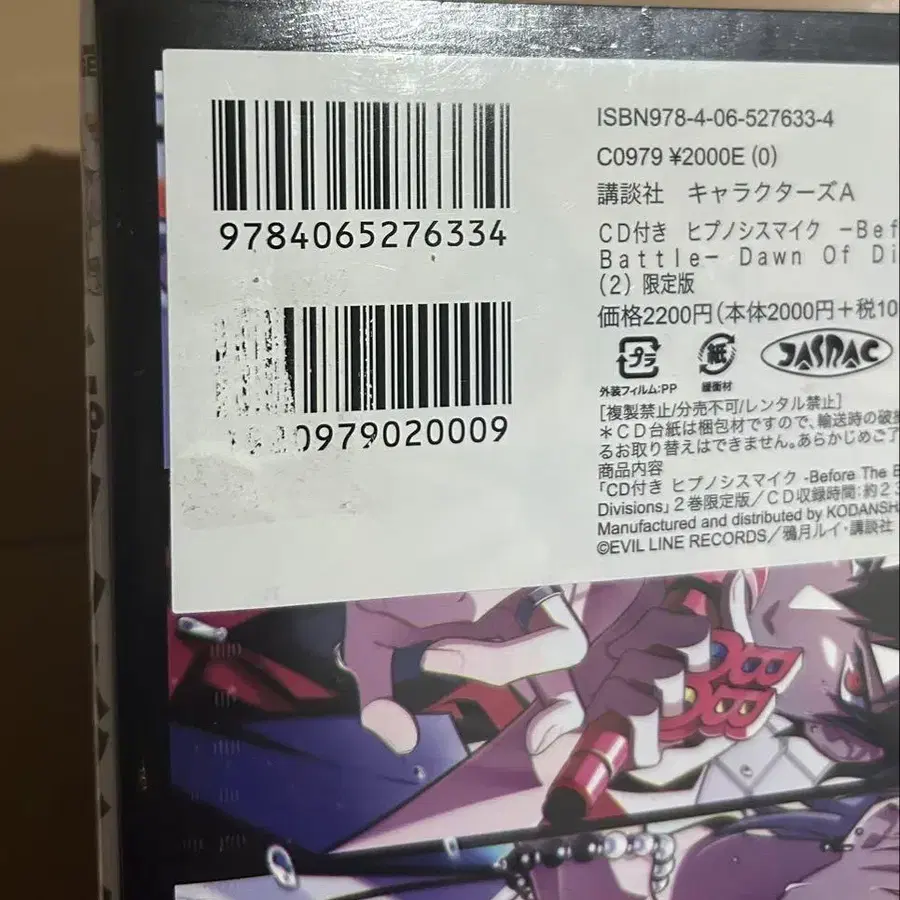 9784065276334
0979020009
ISBN978-4-06-527633-4
C0979 ¥2000E (0)
講談社 キャラクターズA
CD付き ヒプノシスマイク -Bef
Battle- Dawn Of Di
(2) 限定版
価格2200円(本体2000円+税10
プラ
紙
JASRAC
外装フィルム:PP
緩衝材
[複製禁止/分売不可/レンタル禁止]
*CD台紙は梱包材ですので、輸送時の破損
るお取り替えはできません。あらかじめご了
商品内容
「CD付き ヒプノシスマイク -Before The B
Divisions」2巻限定版/CD収録時間:約23
Manufactured and distributed by KODANSHA
©EVIL LINE RECORDS/鴉月ルイ・講談社
BB
BB